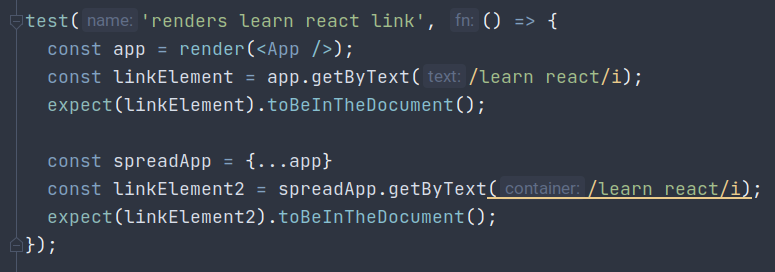 test( name: 'renders learn react link', fn: () => {
  const app = render(<App />);
  const linkElement = app.getByText( text: /learn react/i);
  expect(linkElement).toBeInTheDocument();

  const spreadApp = {...app}
  const linkElement2 = spreadApp.getByText( container: /learn react/i);
  expect(linkElement2).toBeInTheDocument();
});